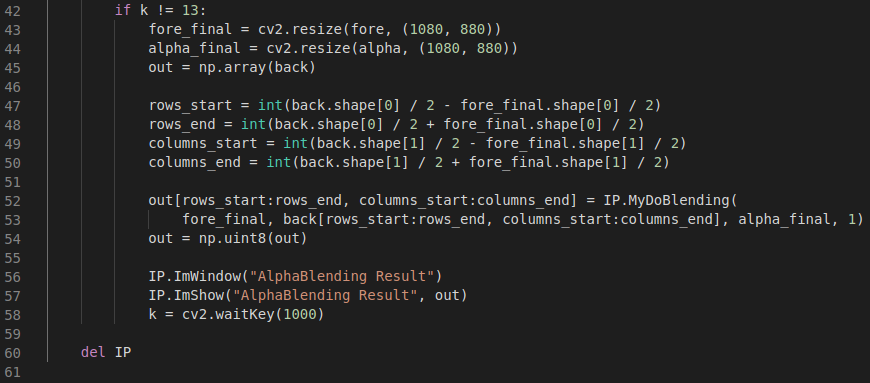 42 if k != 13:
43 fore_final = cv2.resize(fore, (1080, 880))
44 alpha_final = cv2.resize(alpha, (1080, 880))
45 out = np.array(back)
46
47 rows_start = int(back.shape[0] / 2 - fore_final.shape[0] / 2)
48 rows_end = int(back.shape[0] / 2 + fore_final.shape[0] / 2)
49 columns_start = int(back.shape[1] / 2 - fore_final.shape[1] / 2)
50 columns_end = int(back.shape[1] / 2 + fore_final.shape[1] / 2)
51
52 out[rows_start:rows_end, columns_start:columns_end] = IP.MyDoBlending(
53 fore_final, back[rows_start:rows_end, columns_start:columns_end], alpha_final, 1)
54 out = np.uint8(out)
55
56 IP.ImWindow("AlphaBlending Result")
57 IP.ImShow("AlphaBlending Result", out)
58 k = cv2.waitKey(1000)
59
60 del IP
61